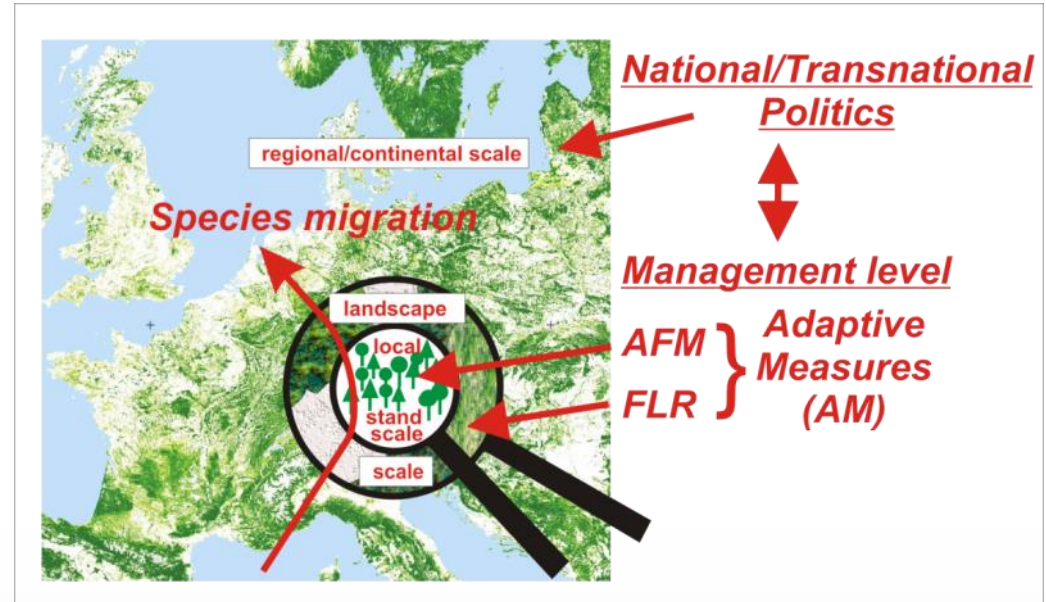 National/Transnational
Politics
regional/continental scale
Species migration
Management level
landscape
local
AFM
FLR
}
Adaptive
Measures
(AM)
stand
scale
scale